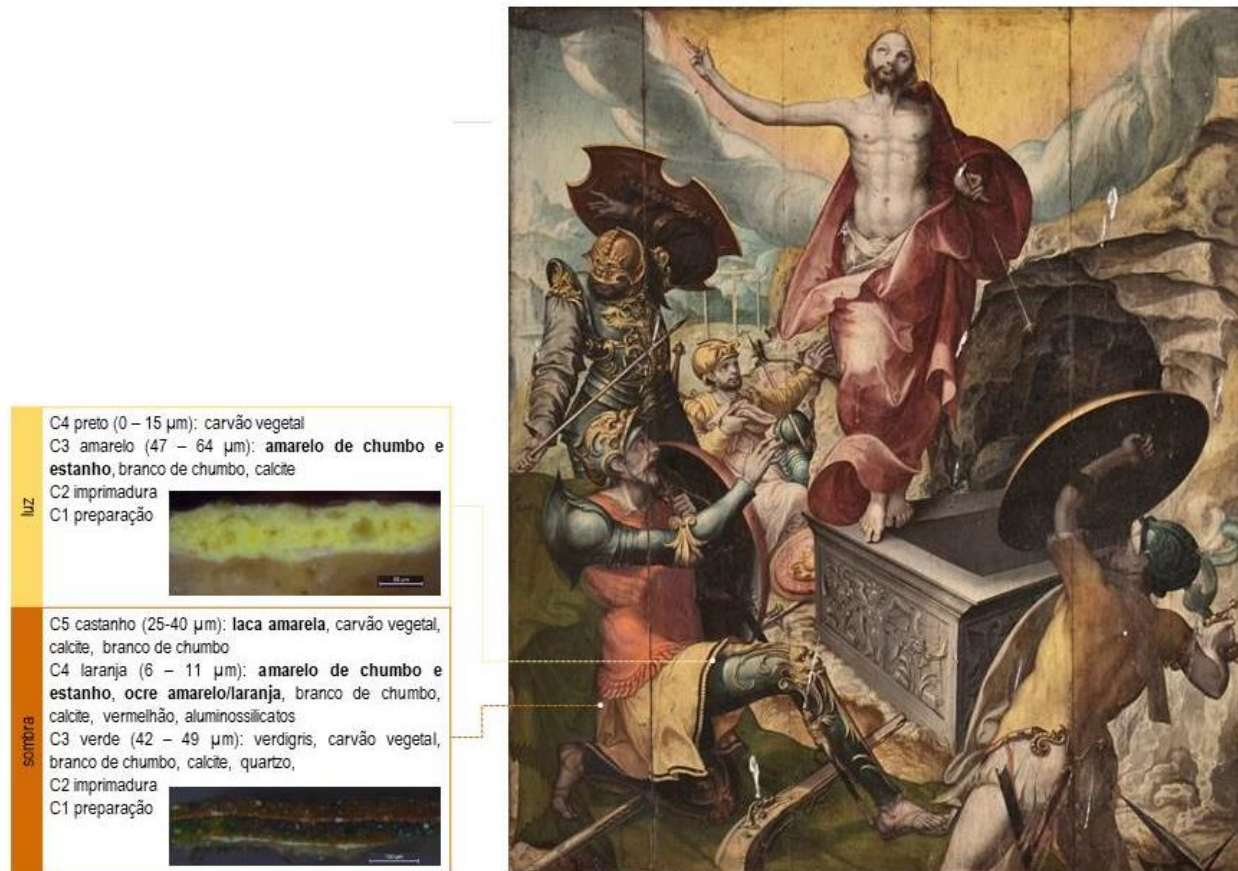 luz
C4 preto (0 – 15 µm): carvão vegetal
C3 amarelo (47 – 64 µm): amarelo de chumbo e
estanho, branco de chumbo, calcite
C2 imprimadura
C1 preparação
sombra
C5 castanho (25-40 µm): laca amarela, carvão vegetal,
calcite, branco de chumbo
C4 laranja (6 – 11 µm): amarelo de chumbo e
estanho, ocre amarelo/laranja, branco de chumbo,
calcite, vermelhão, aluminossilicatos
C3 verde (42 – 49 µm): verdigris, carvão vegetal,
branco de chumbo, calcite, quartzo,
C2 imprimadura
C1 preparação